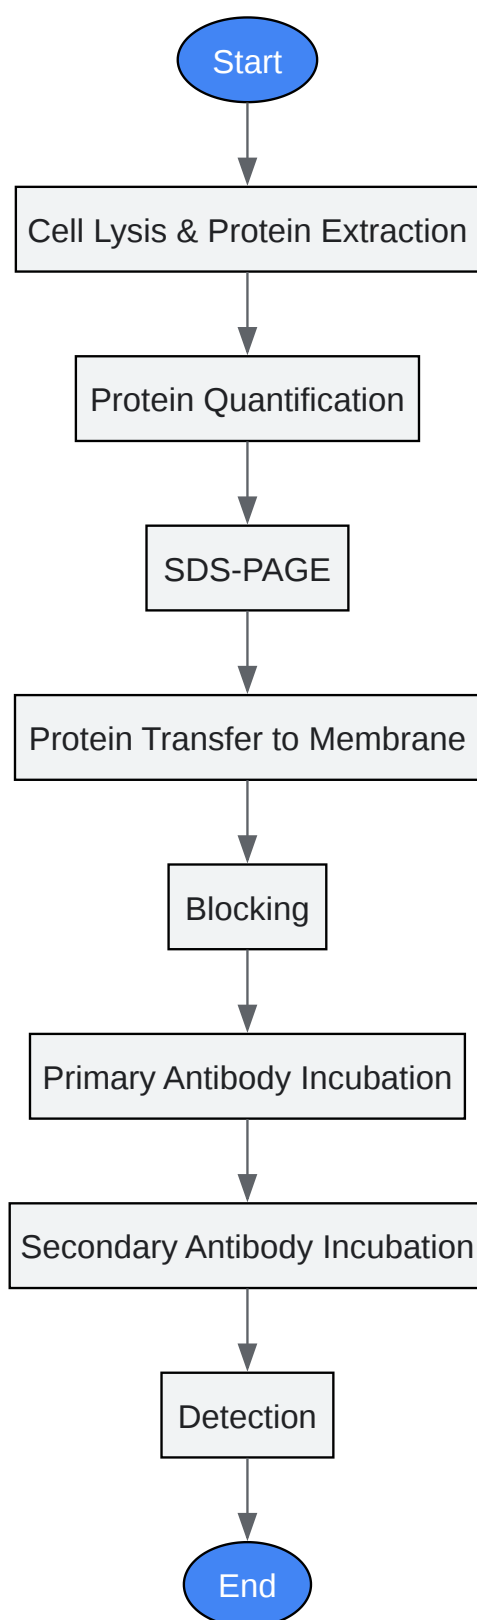 Start
Cell Lysis & Protein Extraction
Protein Quantification
SDS-PAGE
Protein Transfer to Membrane
Blocking
Primary Antibody Incubation
Secondary Antibody Incubation
Detection
End